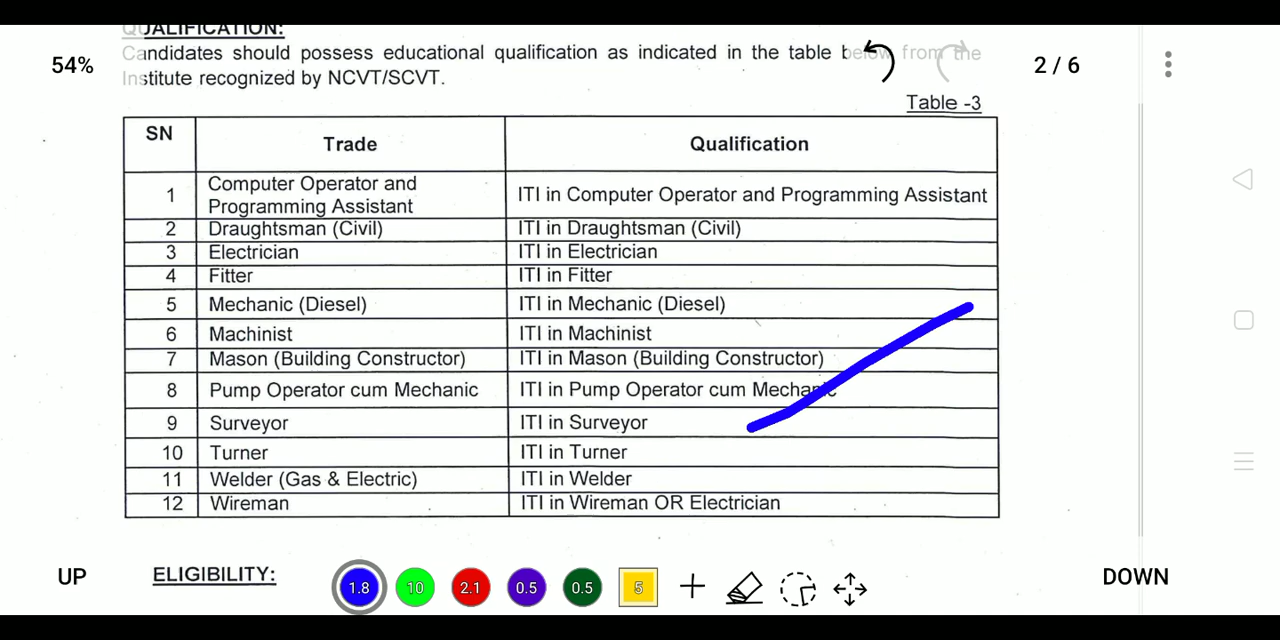 QUALIFICATION:
Candidates should possess educational qualification as indicated in the table below from the
54%
2 / 6
Institute recognized by NCVT/SCVT.
Table -3
SN Trade Qualification
1 Computer Operator and Programming Assistant ITI in Computer Operator and Programming Assistant
2 Draughtsman (Civil) ITI in Draughtsman (Civil)
3 Electrician ITI in Electrician
4 Fitter ITI in Fitter
5 Mechanic (Diesel) ITI in Mechanic (Diesel)
6 Machinist ITI in Machinist
7 Mason (Building Constructor) ITI in Mason (Building Constructor)
8 Pump Operator cum Mechanic ITI in Pump Operator cum Mechanic
9 Surveyor ITI in Surveyor
10 Turner ITI in Turner
11 Welder (Gas & Electric) ITI in Welder
12 Wireman ITI in Wireman OR Electrician
UP
ELIGIBILITY:
1.8 10 2.1 0.5 0.5 5
DOWN